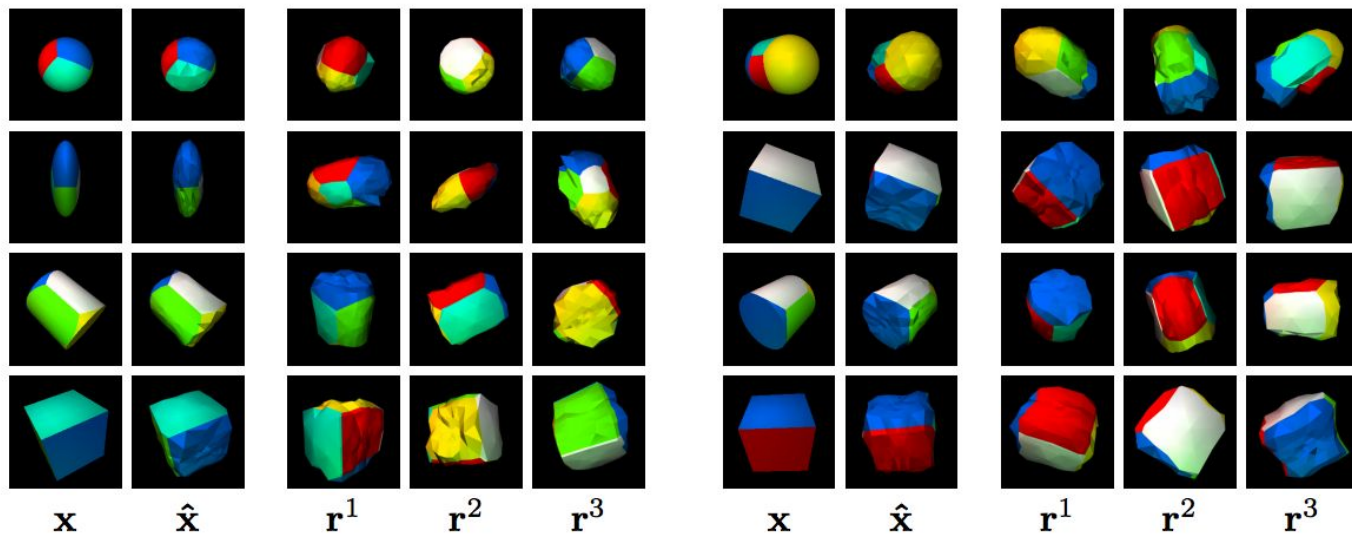 x x̂ r¹ r² r³ x x̂ r¹ r² r³